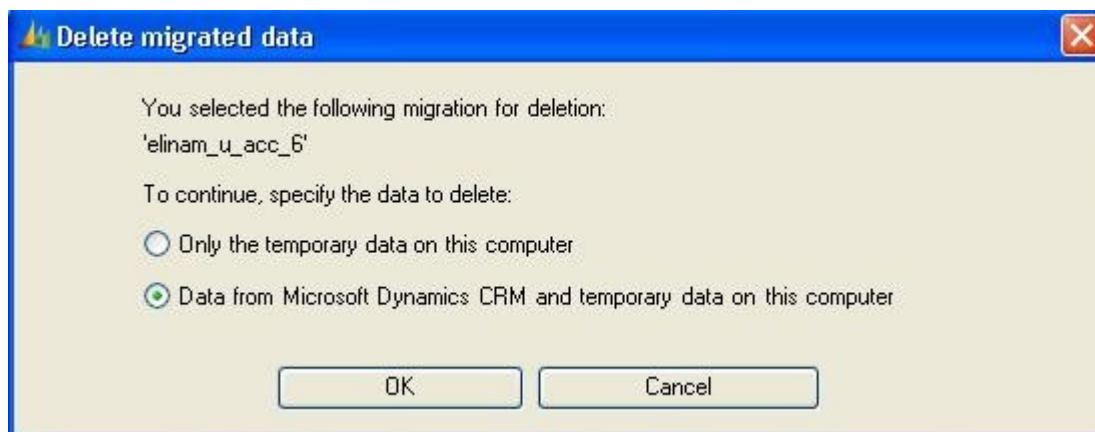 Delete migrated data
You selected the following migration for deletion:
'elinam_u_acc_6'
To continue, specify the data to delete:
Only the temporary data on this computer
Data from Microsoft Dynamics CRM and temporary data on this computer
OK
Cancel